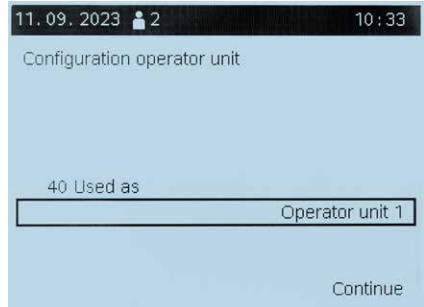 11.09.2023 2 10:33
Configuration operator unit
40 Used as
Operator unit 1
Continue